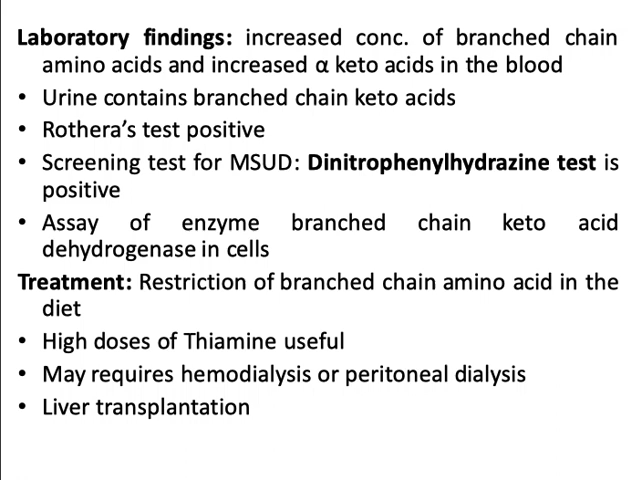 Laboratory findings: increased conc. of branched chain
amino acids and increased α keto acids in the blood
• Urine contains branched chain keto acids
• Rothera's test positive
• Screening test for MSUD: Dinitrophenylhydrazine test is
positive
• Assay of enzyme branched chain keto acid
dehydrogenase in cells
Treatment: Restriction of branched chain amino acid in the
diet
• High doses of Thiamine useful
• May requires hemodialysis or peritoneal dialysis
• Liver transplantation